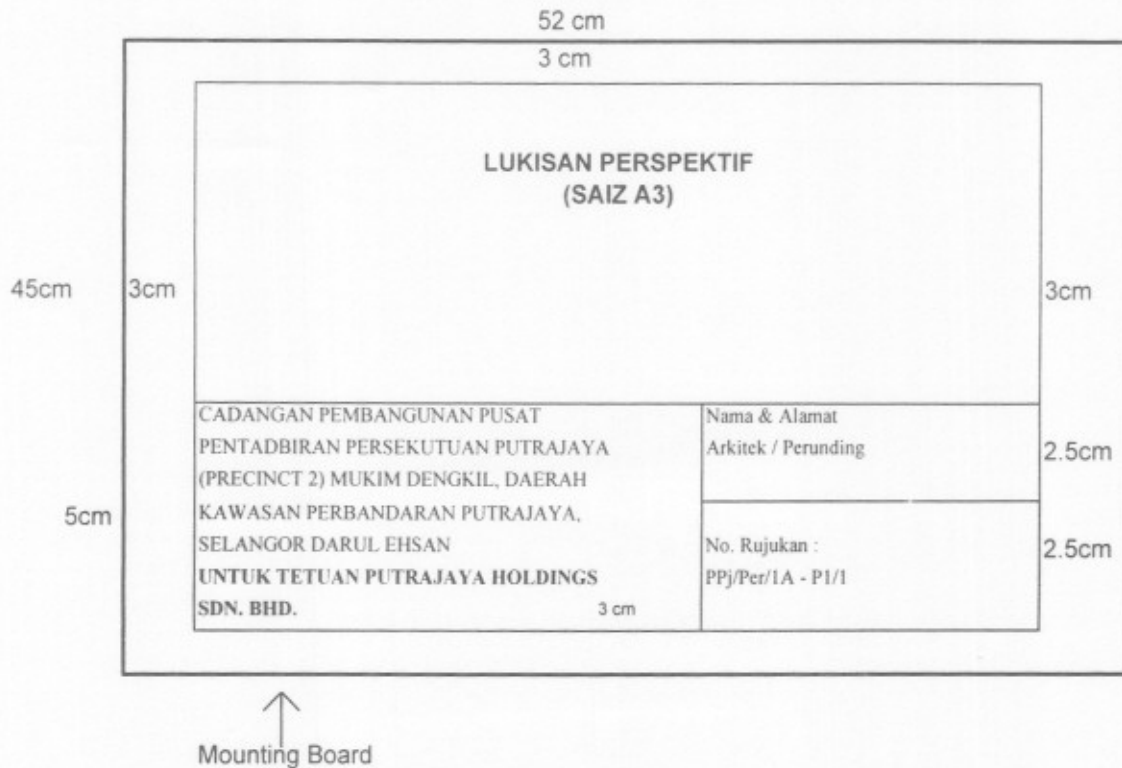 52 cm
3 cm
LUKISAN PERSPEKTIF
(SAIZ A3)
45cm
3cm
3cm
CADANGAN PEMBANGUNAN PUSAT
PENTADBIRAN PERSEKUTUAN PUTRAJAYA
(PRECINCT 2) MUKIM DENGKIL, DAERAH
KAWASAN PERBANDARAN PUTRAJAYA,
SELANGOR DARUL EHSAN
UNTUK TETUAN PUTRAJAYA HOLDINGS
SDN. BHD.
3 cm
Nama & Alamat
Arkitek / Perunding
2.5cm
5cm
No. Rujukan :
PPj/Per/1A - P1/1
2.5cm
Mounting Board